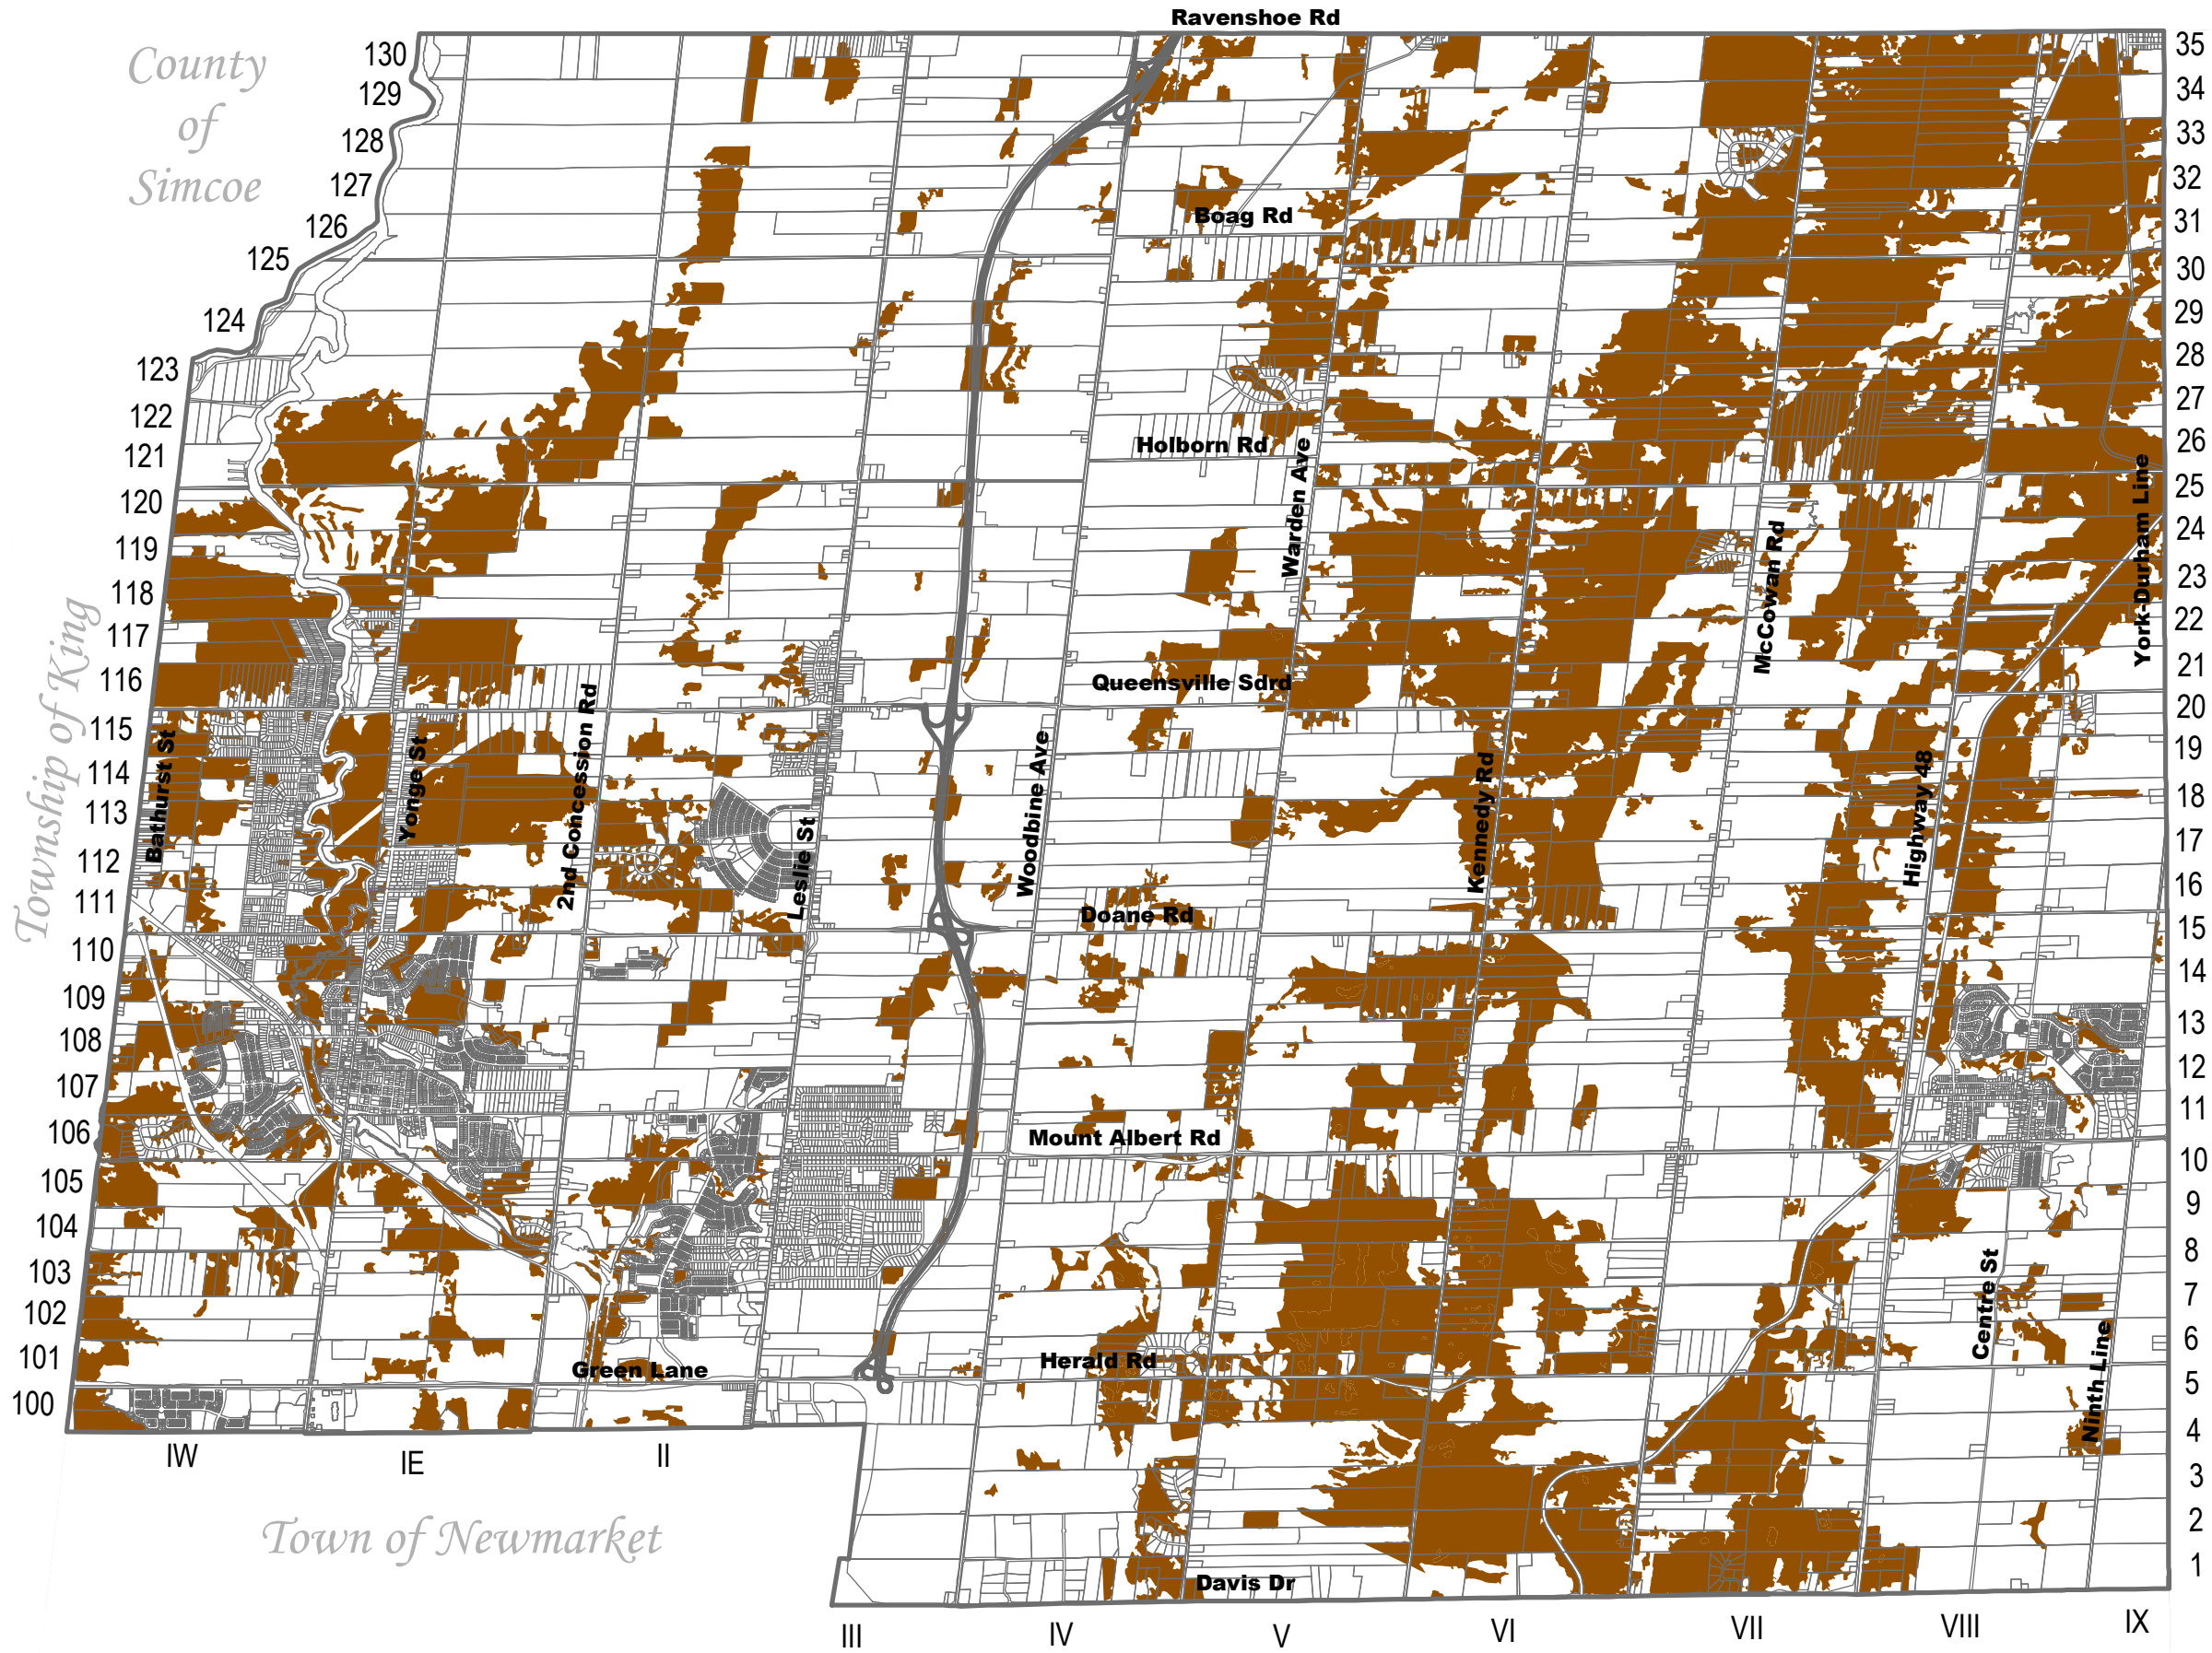 Ravenshoe Rd
County
of
Simcoe
130
129
128
127
126
125
124
123
122
121
120
119
118
117
116
115
114
113
112
111
110
109
108
107
106
105
104
103
102
101
100
35
34
33
32
31
30
29
28
27
26
25
24
23
22
21
20
19
18
17
16
15
14
13
12
11
10
9
8
7
6
5
4
3
2
1
Boag Rd
Holborn Rd
Warden Ave
York-Durham Line
McCowan Rd
Township of King
Queensville Sdrd
Bathurst St
Yonge St
2nd Concession Rd
Leslie St
Woodbine Ave
Kennedy Rd
Highway 48
Doane Rd
Mount Albert Rd
Centre St
Ninth Line
Herald Rd
Green Lane
Davis Dr
Town of Newmarket
IW
IE
II
III
IV
V
VI
VII
VIII
IX